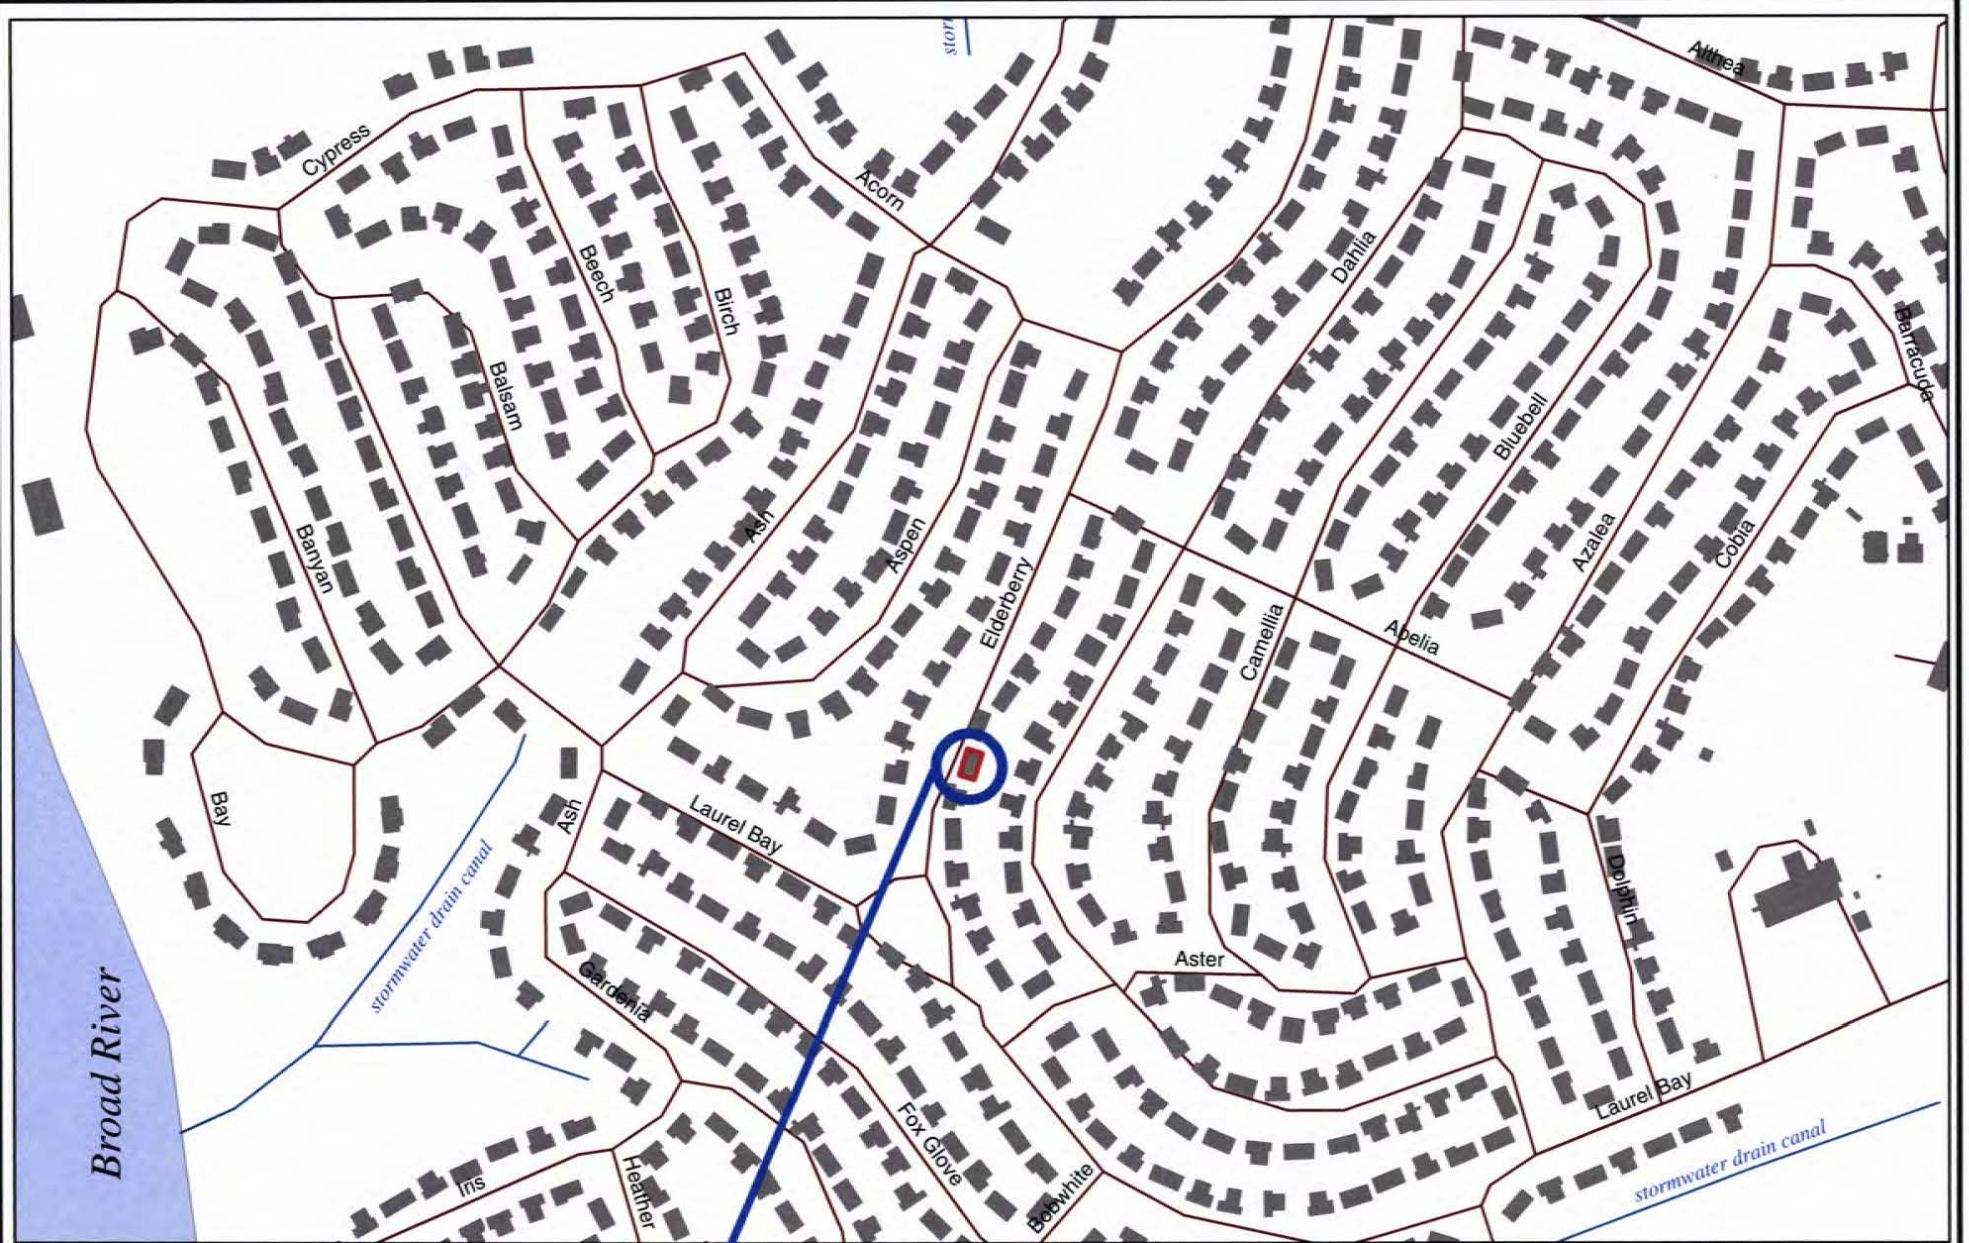 stor
Althea
Cypress
Acorn
Dahlia
Beech
Birch
Barracuda
Balsam
Bluebell
Ash
Azalea
Cobia
Aspen
Banyan
Elderberry
Camellia
Abelia
Bay
Laurel Bay
Ash
stormwater drain canal
Dolphin
Aster
Gardenia
Broad River
Laurel Bay
Fox Glove
stormwater drain canal
Iris
Heather
Bobwhite